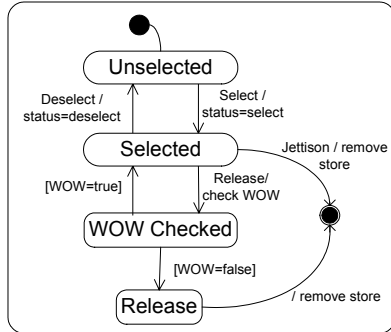 Unselected
Deselect /
status=deselect
Select /
status=select
Selected
Jettison / remove
store
[WOW=true]
Release/
check WOW
WOW Checked
[WOW=false]
Release
/ remove store